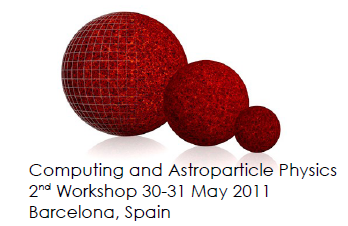 Computing and Astroparticle Physics
2nd Workshop 30-31 May 2011
Barcelona, Spain